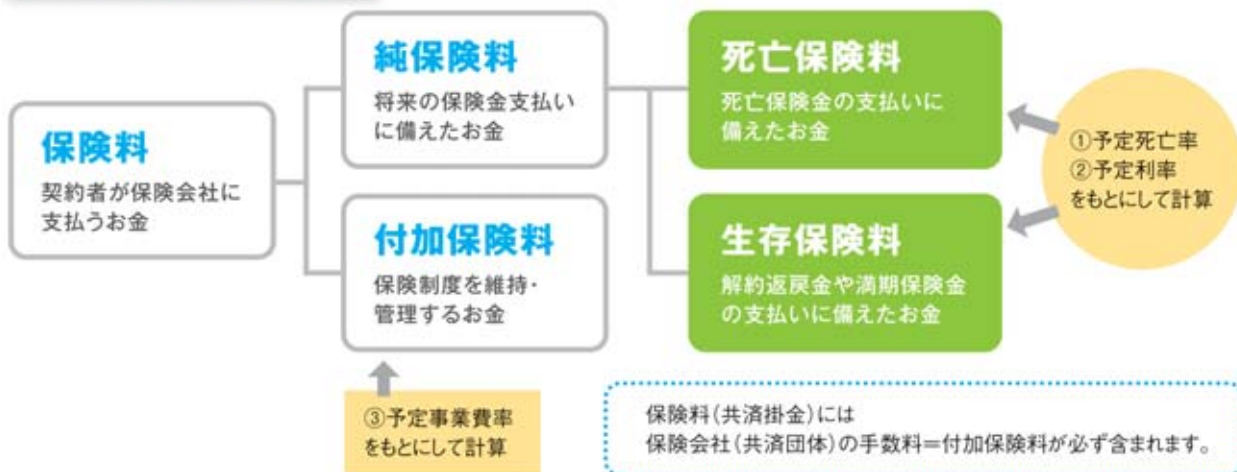 保険料
契約者が保険会社に
支払うお金
純保険料
将来の保険金支払い
に備えたお金
付加保険料
保険制度を維持・
管理するお金
③予定事業費率
をもとにして計算
死亡保険料
死亡保険金の支払いに
備えたお金
生存保険料
解約返戻金や満期保険金
の支払いに備えたお金
①予定死亡率
②予定利率
をもとにして計算
保険料(共済掛金)には
保険会社(共済団体)の手数料=付加保険料が必ず含まれます。